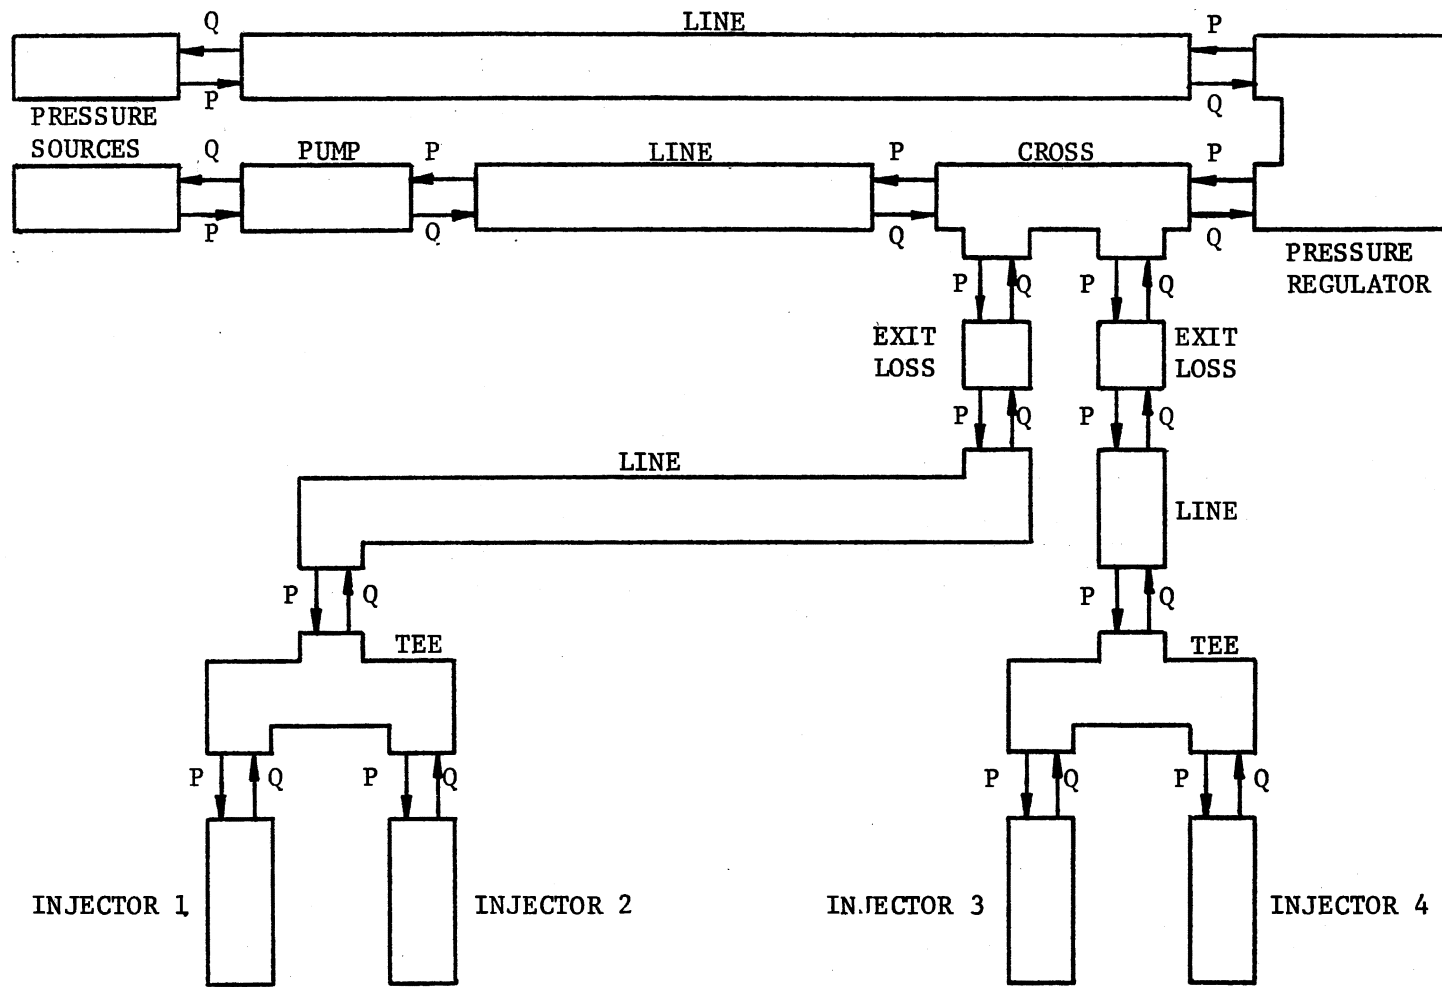 Q LINE P
P Q
PRESSURE
SOURCES
Q PUMP P LINE P CROSS P
P Q Q Q
PRESSURE
REGULATOR
P Q P Q
EXIT
LOSS
EXIT
LOSS
P Q P Q
LINE
LINE
P Q P Q
TEE TEE
P Q P Q P Q P Q
INJECTOR 1 INJECTOR 2 INJECTOR 3 INJECTOR 4